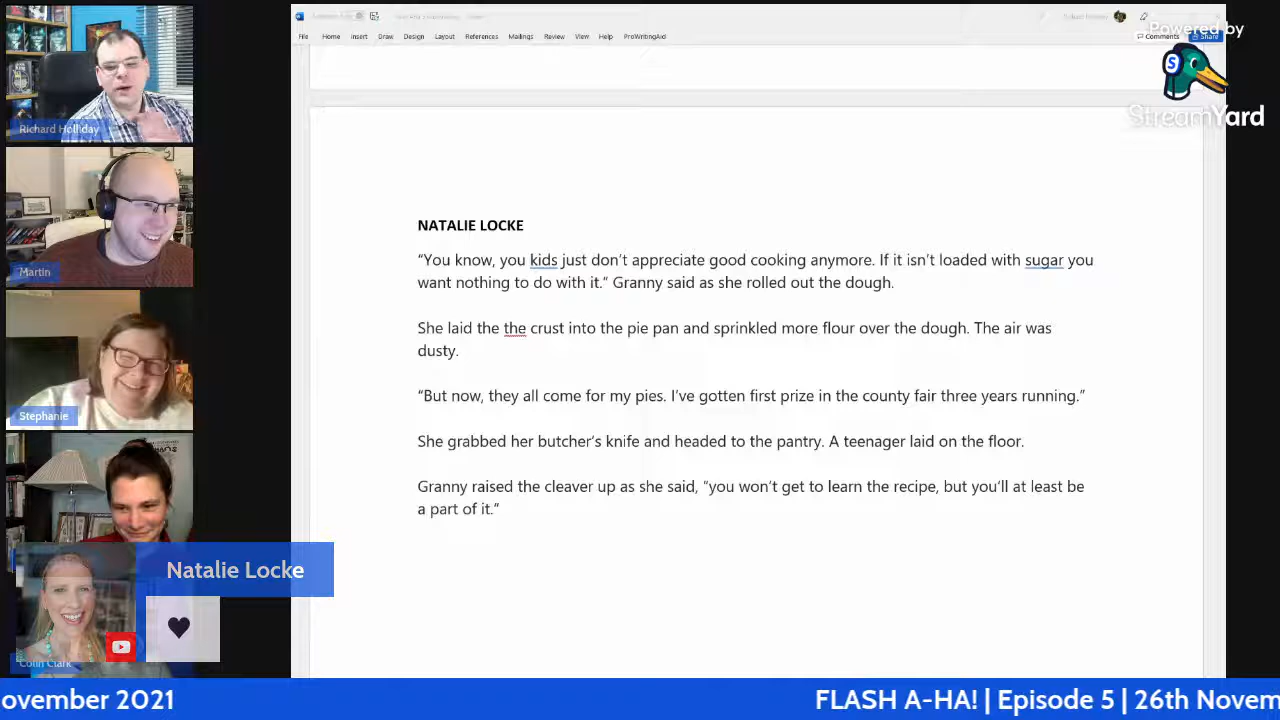 File Home Insert Draw Design Layout References Mailings Review View Help ProWritingAid
Comments Share
Powered by
S
StreamYard
Richard Holliday
Martin
Stephanie
NATALIE LOCKE
“You know, you kids just don’t appreciate good cooking anymore. If it isn’t loaded with sugar you
want nothing to do with it.” Granny said as she rolled out the dough.
She laid the the crust into the pie pan and sprinkled more flour over the dough. The air was
dusty.
“But now, they all come for my pies. I’ve gotten first prize in the county fair three years running.”
She grabbed her butcher’s knife and headed to the pantry. A teenager laid on the floor.
Granny raised the cleaver up as she said, “you won’t get to learn the recipe, but you’ll at least be
a part of it.”
Natalie Locke
Colin Clark
ovember 2021 FLASH A-HA! | Episode 5 | 26th Novem